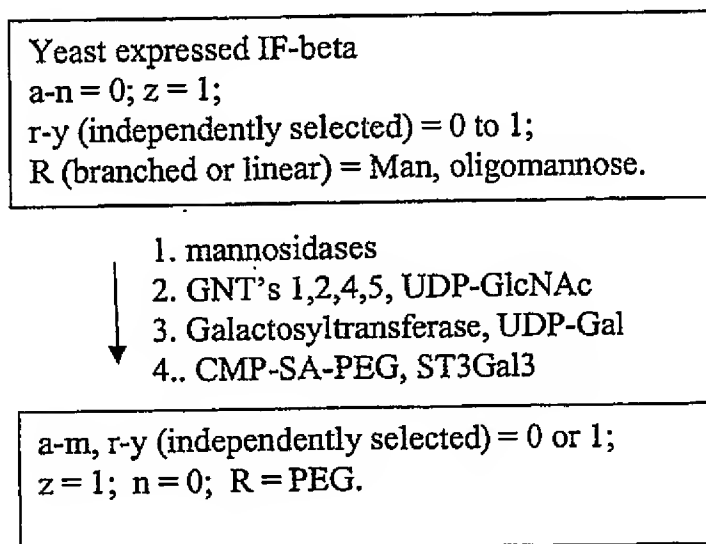 Yeast expressed IF-beta
a-n = 0; z = 1;
r-y (independently selected) = 0 to 1;
R (branched or linear) = Man, oligomannose.
1. mannosidases
2. GNT's 1,2,4,5, UDP-GlcNAc
3. Galactosyltransferase, UDP-Gal
4.. CMP-SA-PEG, ST3Gal3
a-m, r-y (independently selected) = 0 or 1;
z = 1; n = 0; R = PEG.